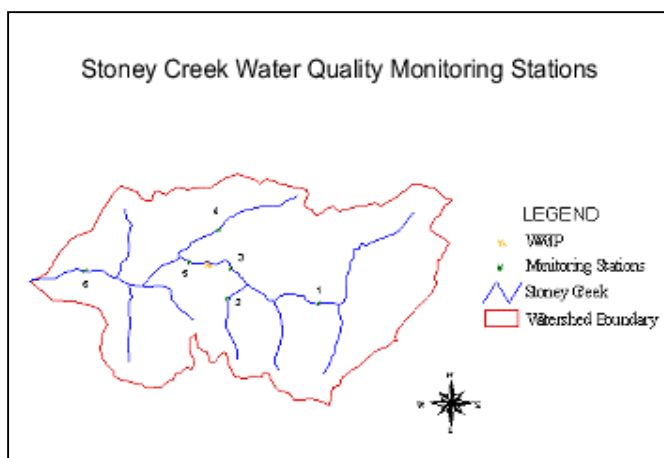 Stoney Creek Water Quality Monitoring Stations
4
LEGEND
WWTP
3
5
Monitoring Stations
6
1
Stoney Creek
2
Watershed Boundary
N
W
S